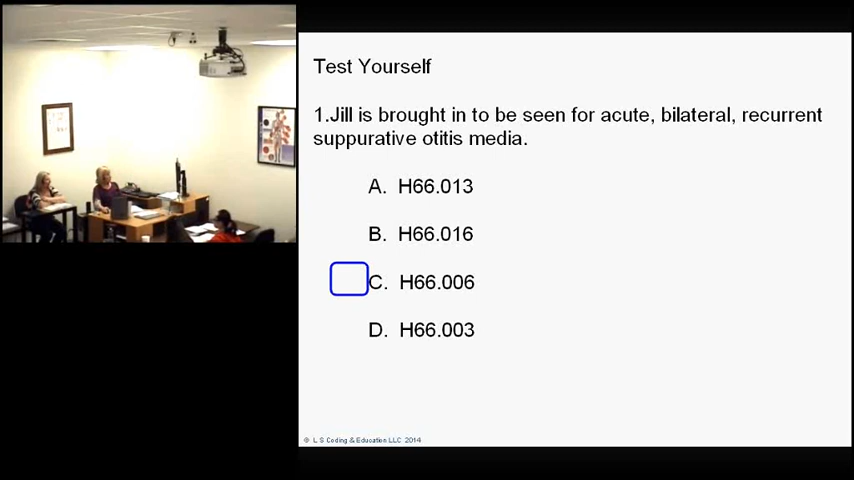 Test Yourself
1.Jill is brought in to be seen for acute, bilateral, recurrent
suppurative otitis media.
A. H66.013
B. H66.016
C. H66.006
D. H66.003
© L S Coding & Education LLC 2014